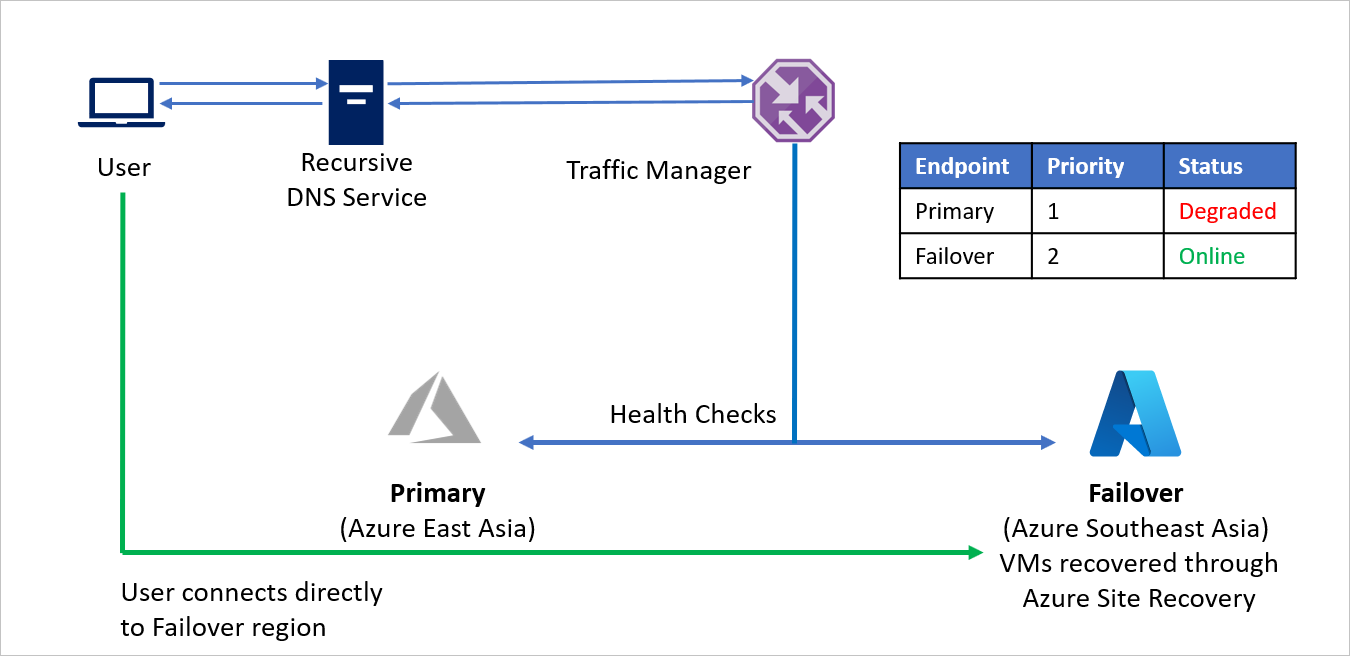 User
Recursive
DNS Service
Traffic Manager
Endpoint Priority Status
Primary 1 Degraded
Failover 2 Online
Health Checks
Primary
(Azure East Asia)
Failover
(Azure Southeast Asia)
VMs recovered through
Azure Site Recovery
User connects directly
to Failover region